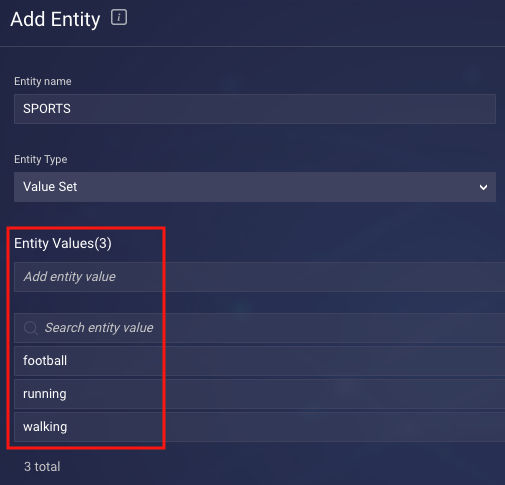 Add Entity i
Entity name
SPORTS
Entity Type
Value Set
Entity Values(3)
Add entity value
Search entity value
football
running
walking
3 total